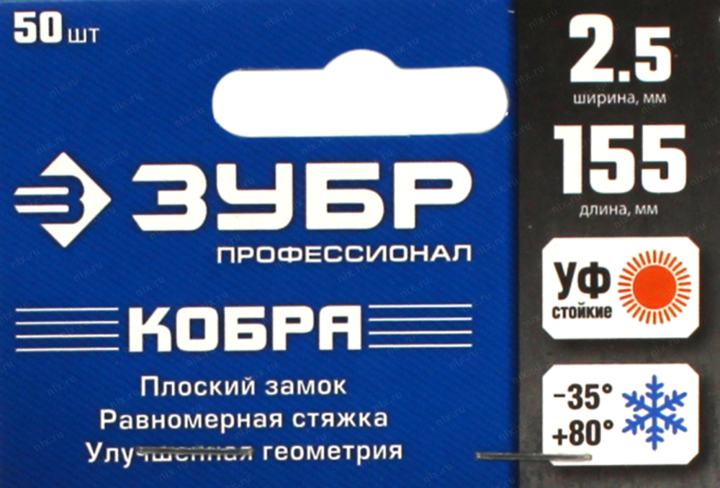 50 шт
ЗУБР
ПРОФЕССИОНАЛ
КОБРА
Плоский замок
Равномерная стяжка
Улучшенная геометрия
2.5
ширина, мм
155
длина, мм
УФ
стойкие
-35°
+80°